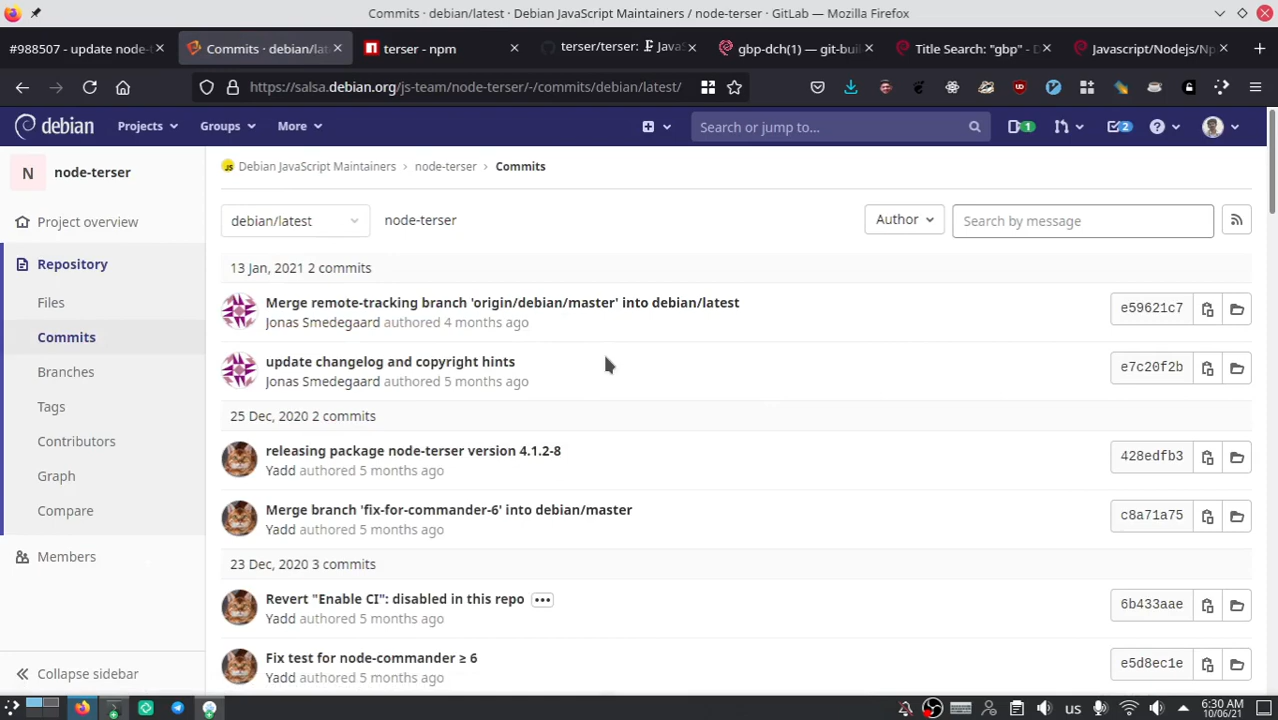 Commits · debian/latest · Debian JavaScript Maintainers / node-terser · GitLab — Mozilla Firefox
#988507 - update node-t
Commits · debian/lat
terser - npm
terser/terser:
JavaS
gbp-dch(1) — git-buil
Title Search: "gbp" - D
Javascript/Nodejs/Np
https://salsa.debian.org/js-team/node-terser/-/commits/debian/latest/
debian
Projects
Groups
More
Search or jump to...
1
2
N
node-terser
Project overview
Repository
Files
Commits
Branches
Tags
Contributors
Graph
Compare
Members
Collapse sidebar
JS Debian JavaScript Maintainers > node-terser > Commits
debian/latest
node-terser
Author
Search by message
13 Jan, 2021 2 commits
Merge remote-tracking branch 'origin/debian/master' into debian/latest
Jonas Smedegaard authored 4 months ago
e59621c7
update changelog and copyright hints
Jonas Smedegaard authored 5 months ago
e7c20f2b
25 Dec, 2020 2 commits
releasing package node-terser version 4.1.2-8
Yadd authored 5 months ago
428edfb3
Merge branch 'fix-for-commander-6' into debian/master
Yadd authored 5 months ago
c8a71a75
23 Dec, 2020 3 commits
Revert "Enable CI": disabled in this repo
Yadd authored 5 months ago
6b433aae
Fix test for node-commander ≥ 6
Yadd authored 5 months ago
e5d8ec1e
us
6:30 AM
10/06/21